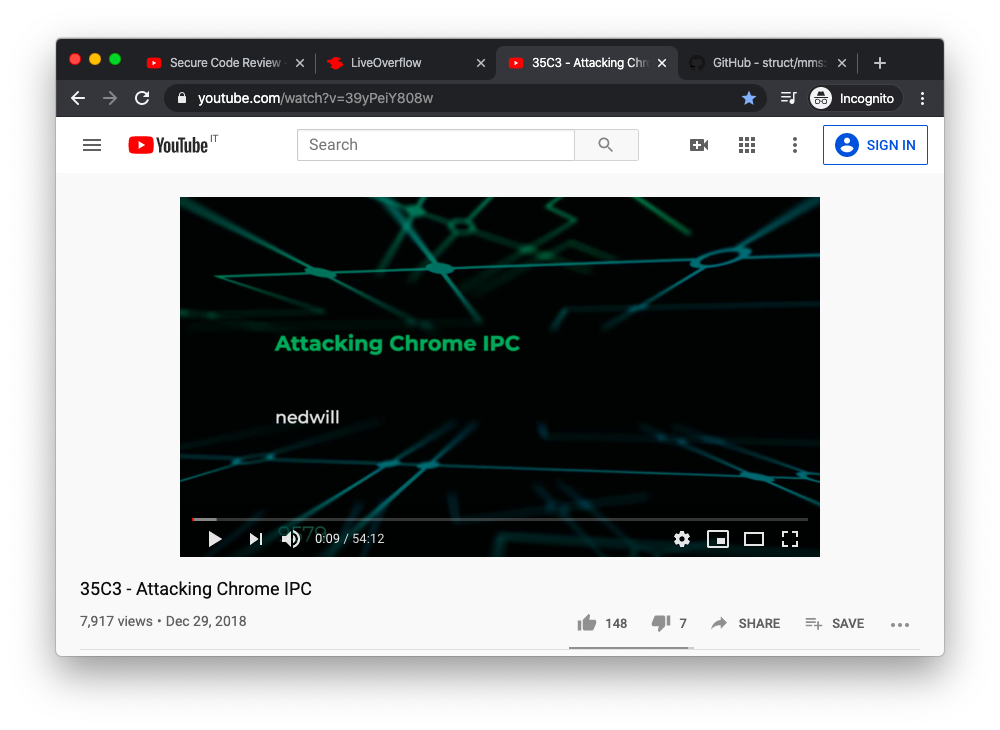 Secure Code Review
LiveOverflow
35C3 - Attacking Chr
GitHub - struct/mms
youtube.com/watch?v=39yPeiY808w
Incognito
YouTube IT
Search
SIGN IN
Attacking Chrome IPC
nedwill
9579
0:09 / 54:12
35C3 - Attacking Chrome IPC
7,917 views • Dec 29, 2018
148
7
SHARE
SAVE